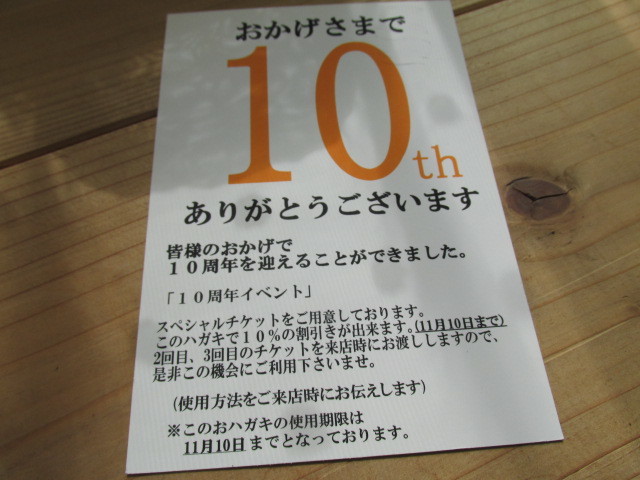 おかげさまで
10th
ありがとうございます
皆様のおかげで
１０周年を迎えることができました。
「１０周年イベント」
スペシャルチケットをご用意しております。
このハガキで１０％の割引きが出来ます。(11月10日まで)
2回目、3回目のチケットを来店時にお渡ししますので、
是非この機会にご利用下さいませ。
(使用方法をご来店時にお伝えします)
※このおハガキの使用期限は
11月10日までとなっております。